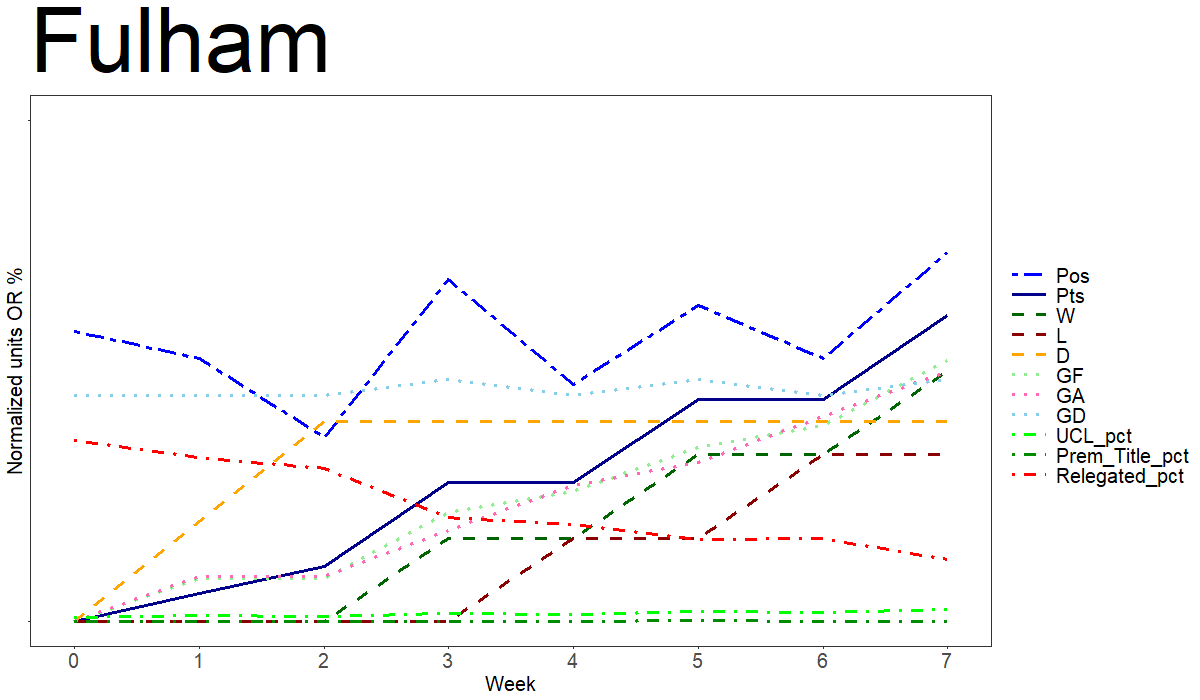 Fulham
Normalized units OR %
0 1 2 3 4 5 6 7
Week
Pos
Pts
W
L
D
GF
GA
GD
UCL_pct
Prem_Title_pct
Relegated_pct